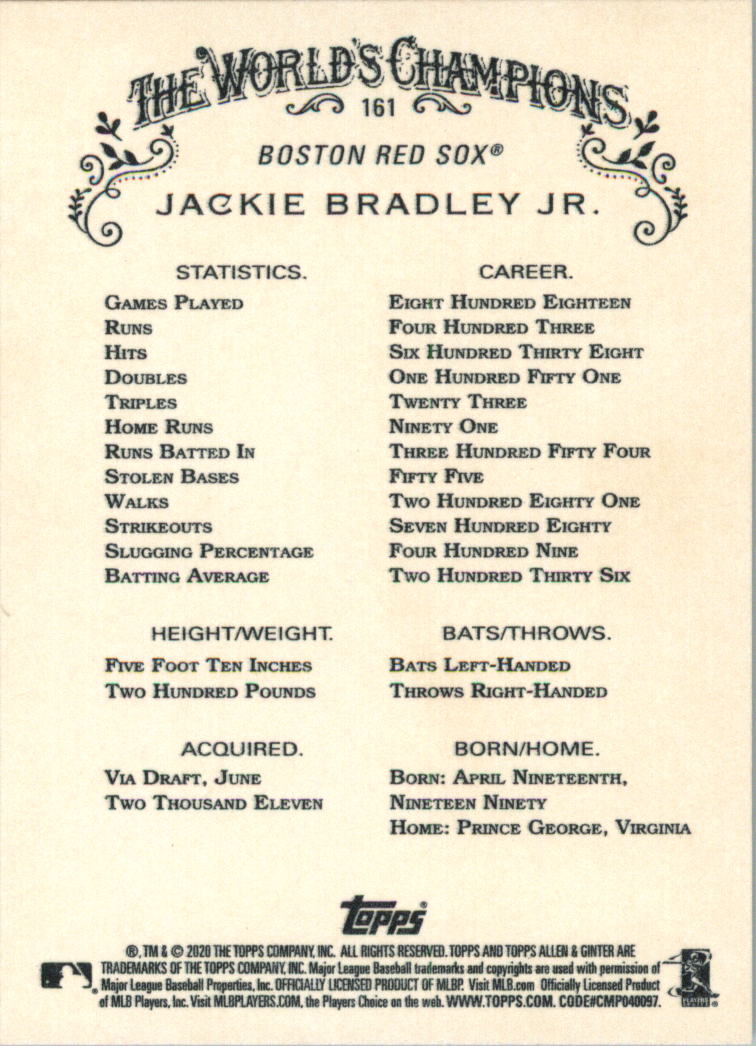 THE WORLD'S CHAMPIONS
161
BOSTON RED SOX®
JACKIE BRADLEY JR.
STATISTICS. CAREER.
GAMES PLAYED EIGHT HUNDRED EIGHTEEN
RUNS FOUR HUNDRED THREE
HITS SIX HUNDRED THIRTY EIGHT
DOUBLES ONE HUNDRED FIFTY ONE
TRIPLES TWENTY THREE
HOME RUNS NINETY ONE
RUNS BATTED IN THREE HUNDRED FIFTY FOUR
STOLEN BASES FIFTY FIVE
WALKS TWO HUNDRED EIGHTY ONE
STRIKEOUTS SEVEN HUNDRED EIGHTY
SLUGGING PERCENTAGE FOUR HUNDRED NINE
BATTING AVERAGE TWO HUNDRED THIRTY SIX
HEIGHT/WEIGHT. BATS/THROWS.
FIVE FOOT TEN INCHES BATS LEFT-HANDED
TWO HUNDRED POUNDS THROWS RIGHT-HANDED
ACQUIRED. BORN/HOME.
VIA DRAFT, JUNE BORN: APRIL NINETEENTH,
TWO THOUSAND ELEVEN NINETEEN NINETY
HOME: PRINCE GEORGE, VIRGINIA
Topps®
®, TM & © 2020 THE TOPPS COMPANY, INC. ALL RIGHTS RESERVED. TOPPS AND TOPPS ALLEN & GINTER ARE
TRADEMARKS OF THE TOPPS COMPANY, INC. Major League Baseball trademarks and copyrights are used with permission of
Major League Baseball Properties, Inc. OFFICIALLY LICENSED PRODUCT OF MLBP. Visit MLB.com Officially Licensed Product
of MLB Players, Inc. Visit MLBPLAYERS.COM, the Players Choice on the web. WWW.TOPPS.COM. CODE#CMP040097.
PLAYERS